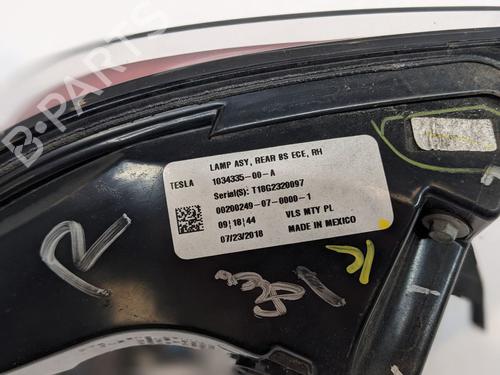 B-PARTS
LAMP ASY, REAR BS ECE, RH
TESLA 1034335-00-A
Serial(S): T18G2320097
00200249-07-0000-1
09|18|44 VLS MTY PL
07/23/2018 MADE IN MEXICO